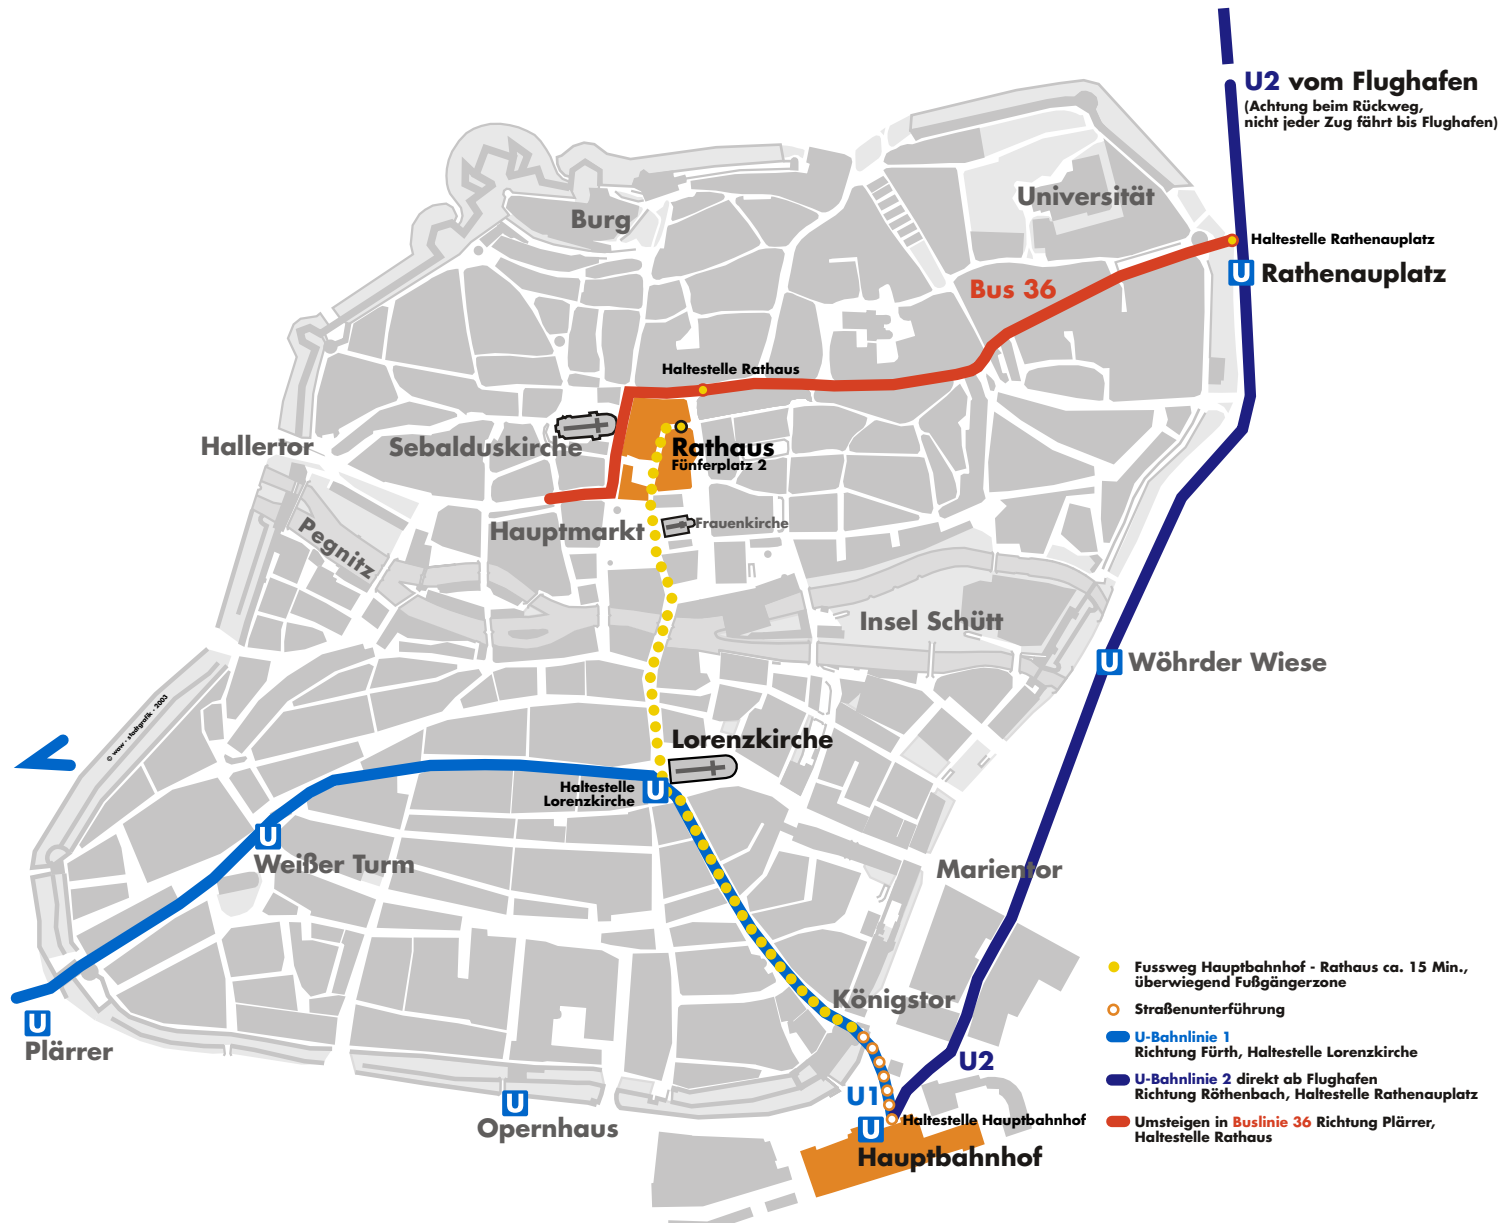 U2 vom Flughafen
(Achtung beim Rückweg,
nicht jeder Zug fährt bis Flughafen)
Universität
Burg
Haltestelle Rathenauplatz
U
Rathenauplatz
Bus 36
Haltestelle Rathaus
Hallertor
Sebalduskirche
Rathaus
Fünferplatz 2
Hauptmarkt
Frauenkirche
Pegnitz
Insel Schütt
U
Wöhrder Wiese
© waw · stadtgrafik · 2003
Lorenzkirche
Haltestelle
Lorenzkirche
U
U
Weißer Turm
Marientor
Königstor
U
Plärrer
U2
U1
U
Opernhaus
Haltestelle Hauptbahnhof
U
Hauptbahnhof
Fussweg Hauptbahnhof - Rathaus ca. 15 Min.,
überwiegend Fußgängerzone
Straßenunterführung
U-Bahnlinie 1
Richtung Fürth, Haltestelle Lorenzkirche
U-Bahnlinie 2 direkt ab Flughafen
Richtung Röthenbach, Haltestelle Rathenauplatz
Umsteigen in Buslinie 36 Richtung Plärrer,
Haltestelle Rathaus